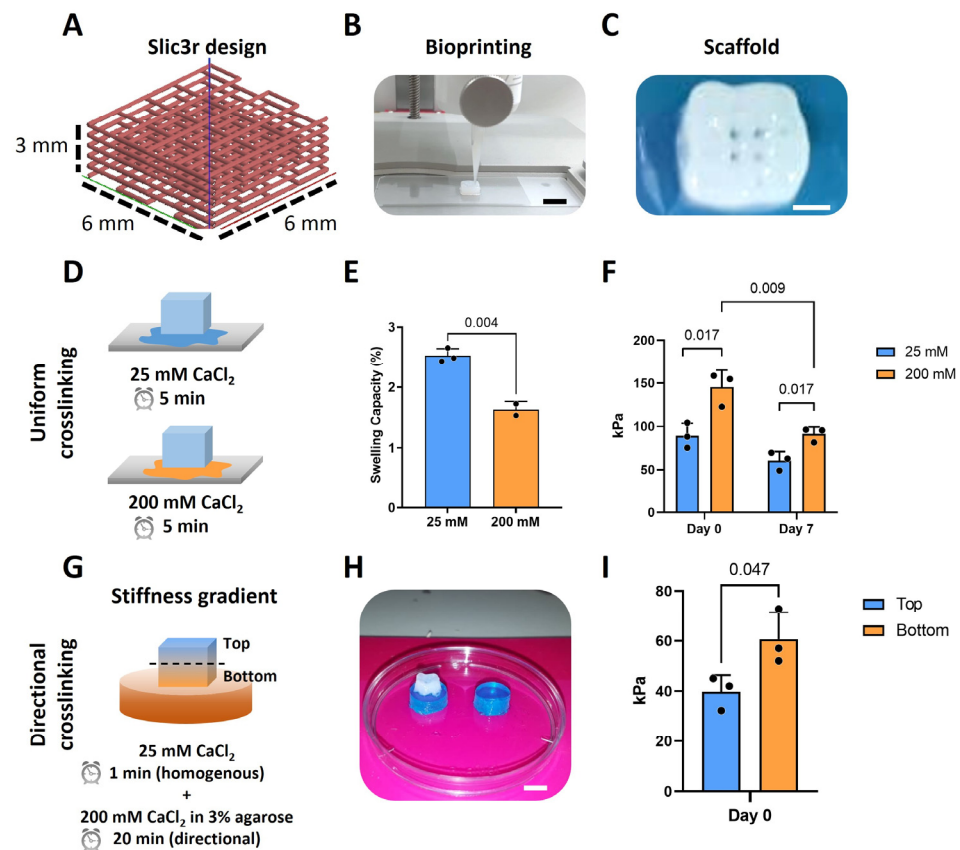 A
Slic3r design
3 mm
6 mm
6 mm
B
Bioprinting
C
Scaffold
Uniform
crosslinking
D
25 mM CaCl₂
5 min
200 mM CaCl₂
5 min
E
Swelling Capacity (%)
3
2
1
0
0.004
25 mM
200 mM
F
kPa
200
150
100
50
0
0.017
0.009
0.017
Day 0
Day 7
25 mM
200 mM
Directional
crosslinking
G
Stiffness gradient
Top
Bottom
25 mM CaCl₂
1 min (homogenous)
+
200 mM CaCl₂ in 3% agarose
20 min (directional)
H
I
kPa
80
60
40
20
0
0.047
Day 0
Top
Bottom